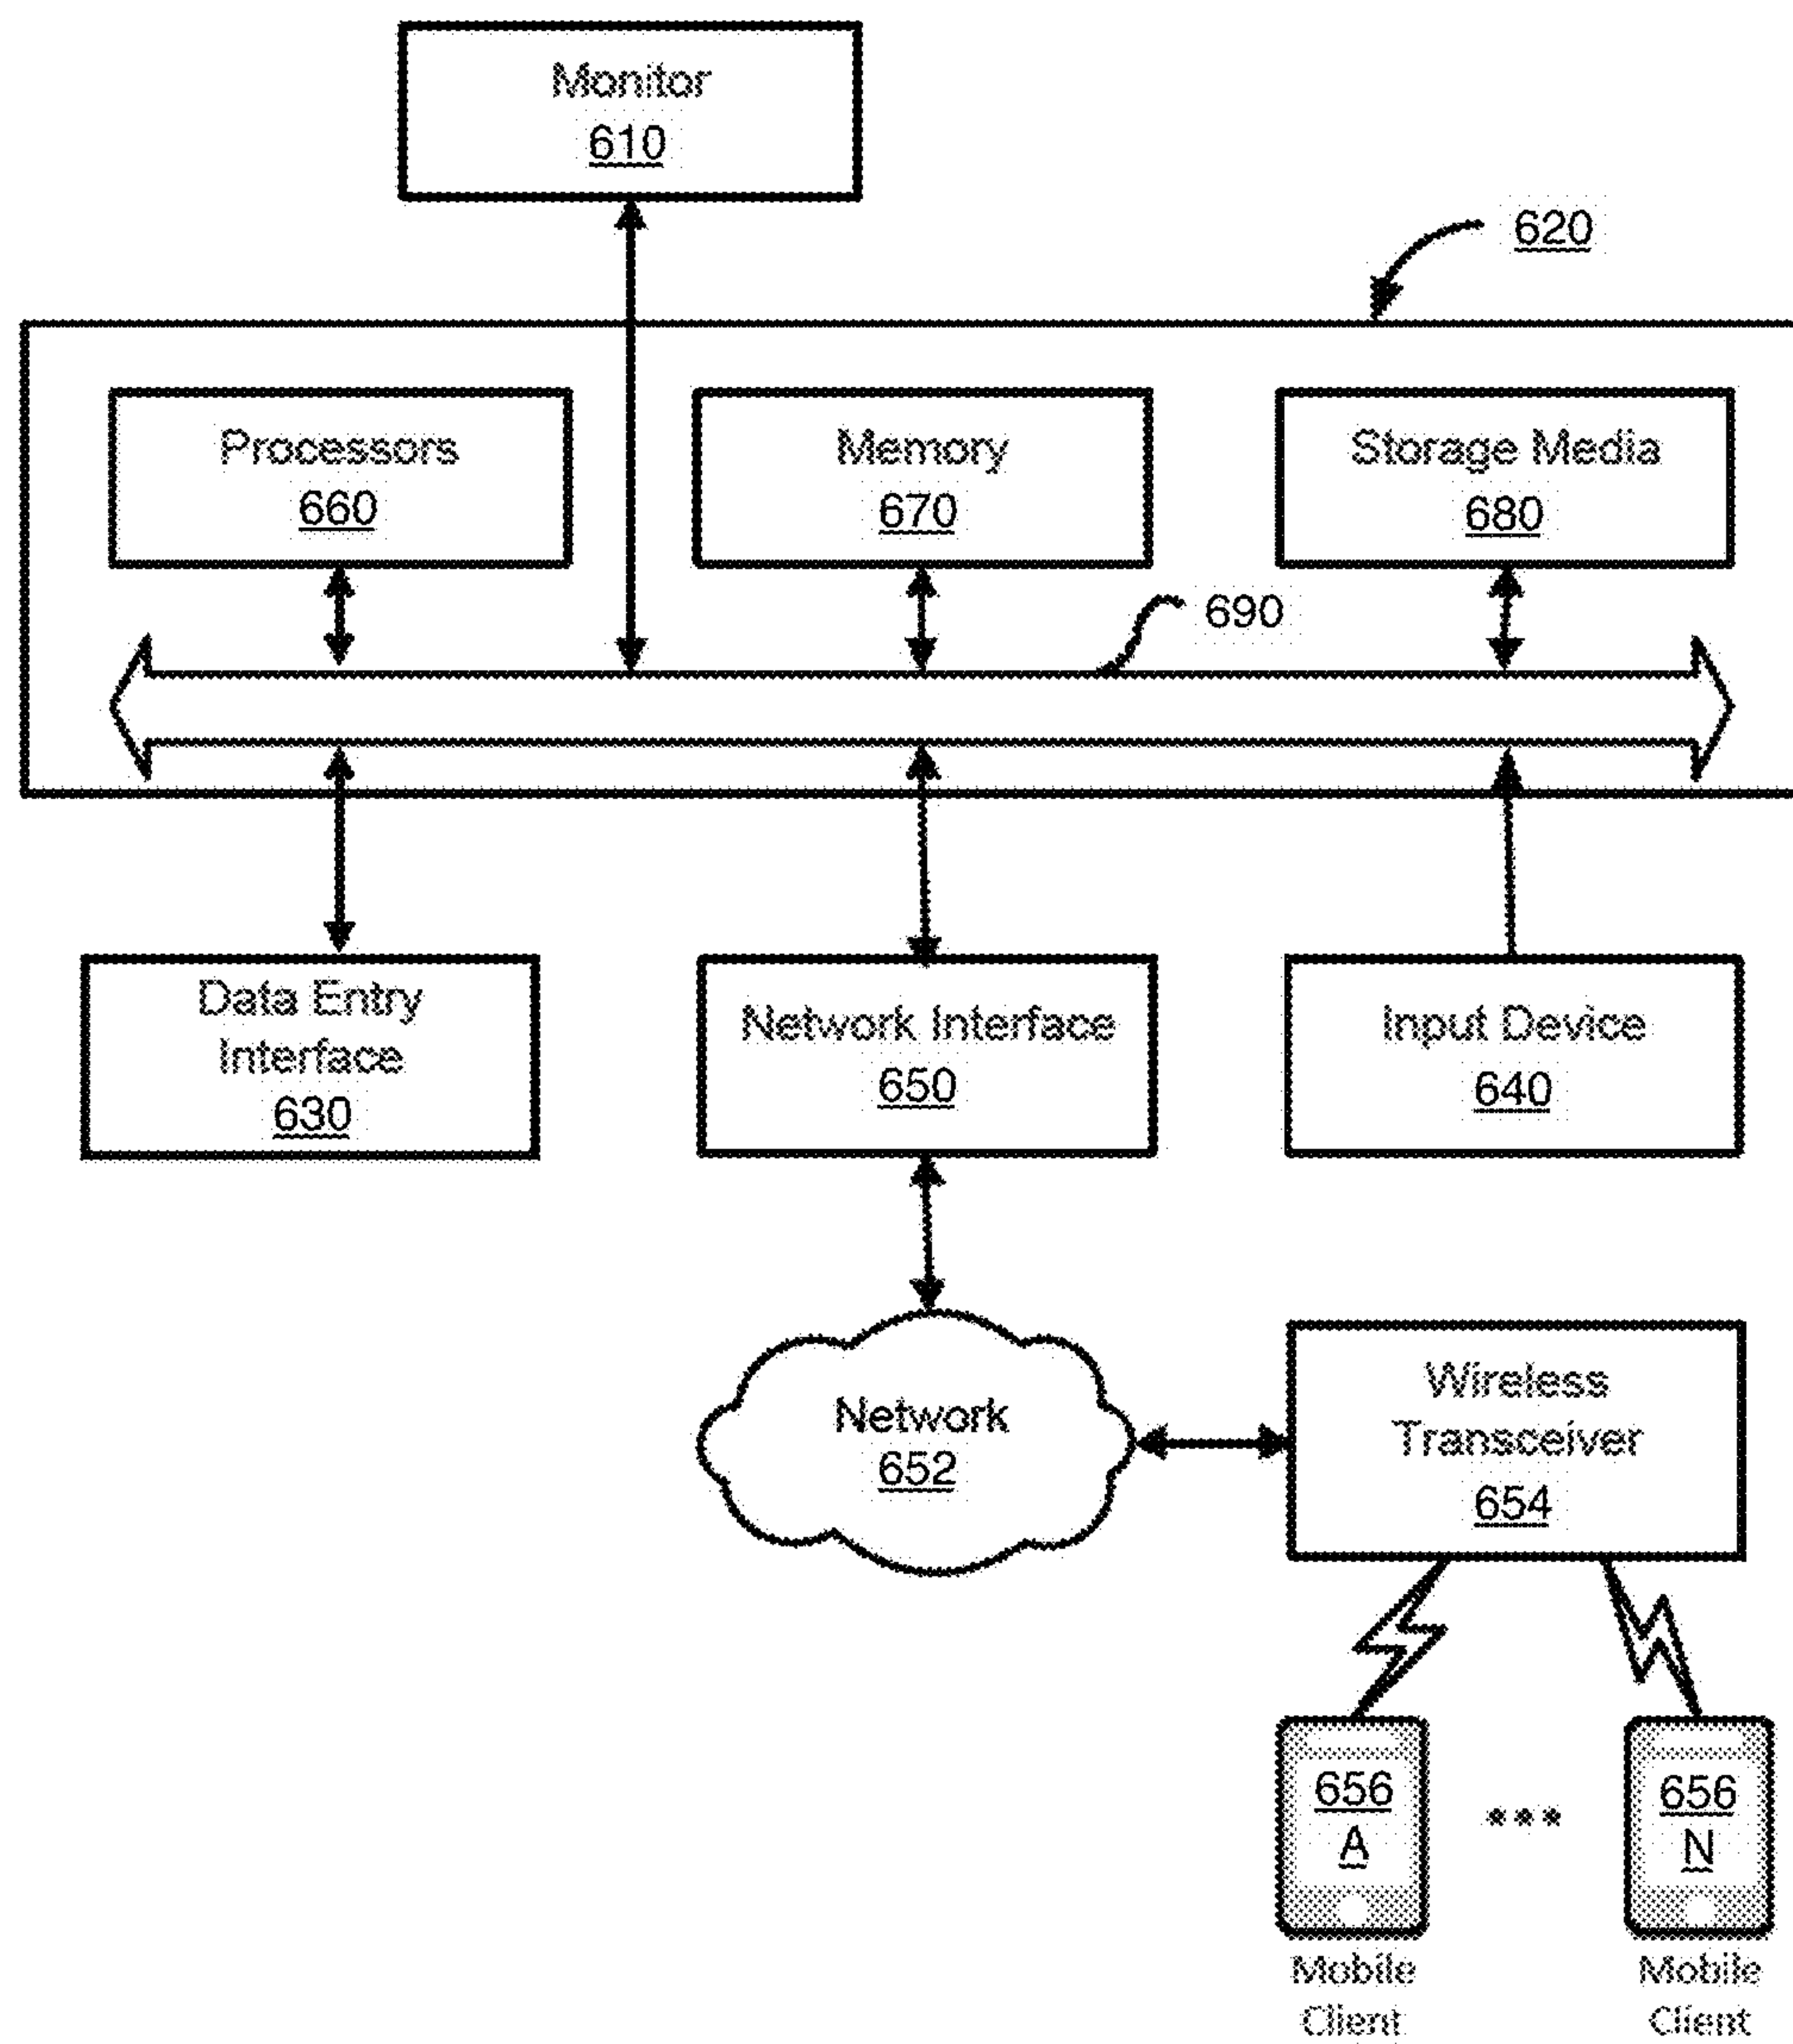 Monitor
610
620
Processors
660
Memory
670
Storage Media
680
690
Data Entry
Interface
630
Network Interface
650
Input Device
640
Network
652
Wireless
Transceiver
654
656
A
***
656
N
Mobile
Client
Mobile
Client